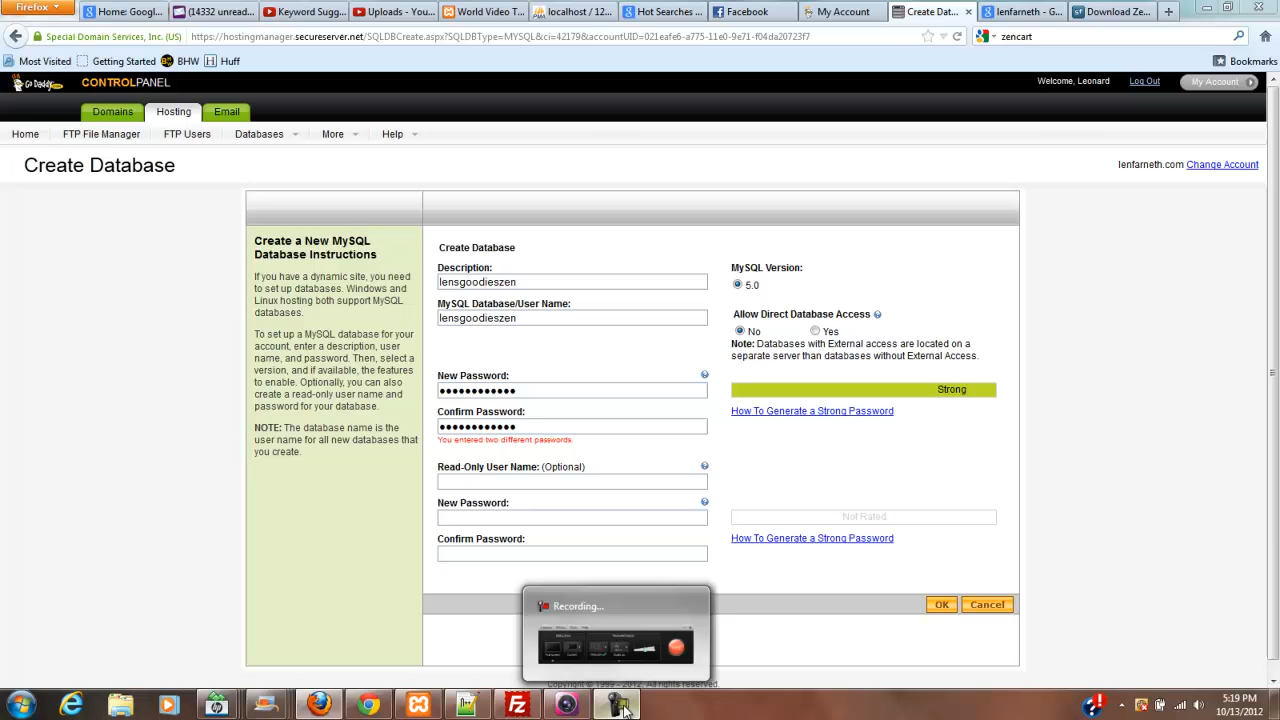 Firefox
Facebook
Home: Googl...
(14332 unread...
Keyword Sugg...
Uploads - You...
World Video T...
localhost / 12...
Hot Searches ...
Facebook
My Account
Create Dat...
lenfarneth - G...
Download Ze...
Special Domain Services, Inc. (US)
https://hostingmanager.secureserver.net/SQLDBCreate.aspx?SQLDBType=MYSQL&ci=42179&accountUID=021eafe6-a775-11e0-9e71-f04da20723f7
zencart
Most Visited
Getting Started
BHW
Huff
Bookmarks
Go Daddy.com
CONTROLPANEL
Welcome, Leonard
Log Out
My Account
Domains
Hosting
Email
Home
FTP File Manager
FTP Users
Databases
More
Help
Create Database
lenfarneth.com Change Account
Create a New MySQL
Database Instructions
If you have a dynamic site, you need
to set up databases. Windows and
Linux hosting both support MySQL
databases.
To set up a MySQL database for your
account, enter a description, user
name, and password. Then, select a
version, and if available, the features
to enable. Optionally, you can also
create a read-only user name and
password for your database.
NOTE: The database name is the
user name for all new databases that
you create.
Create Database
Description:
lensgoodieszen
MySQL Database/User Name:
lensgoodieszen
MySQL Version:
5.0
Allow Direct Database Access
No
Yes
Note: Databases with External access are located on a
separate server than databases without External Access.
New Password:
Strong
Confirm Password:
How To Generate a Strong Password
You entered two different passwords.
Read-Only User Name: (Optional)
New Password:
Not Rated
Confirm Password:
How To Generate a Strong Password
OK
Cancel
Recording...
Copyright © 1999 - 2012. All rights reserved.
5:19 PM
10/13/2012